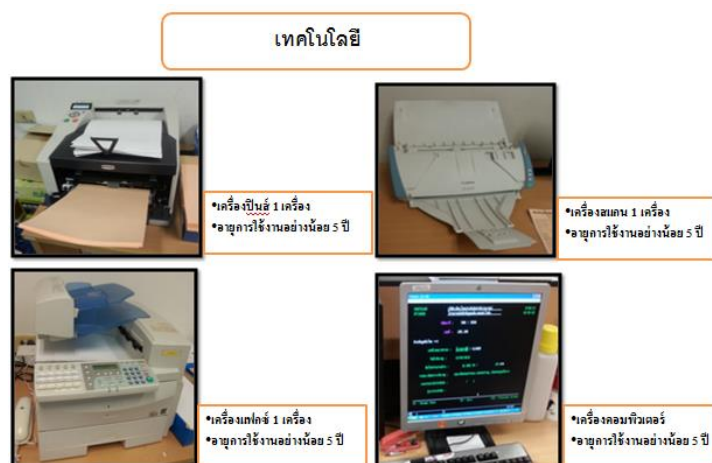 เทคโนโลยี
•เครื่องปินส์ 1 เครื่อง
•อายุการใช้งานอย่างน้อย 5 ปี
•เครื่องสแกน 1 เครื่อง
•อายุการใช้งานอย่างน้อย 5 ปี
•เครื่องแฟกซ์ 1 เครื่อง
•อายุการใช้งานอย่างน้อย 5 ปี
•เครื่องคอมพิวเตอร์
•อายุการใช้งานอย่างน้อย 5 ปี